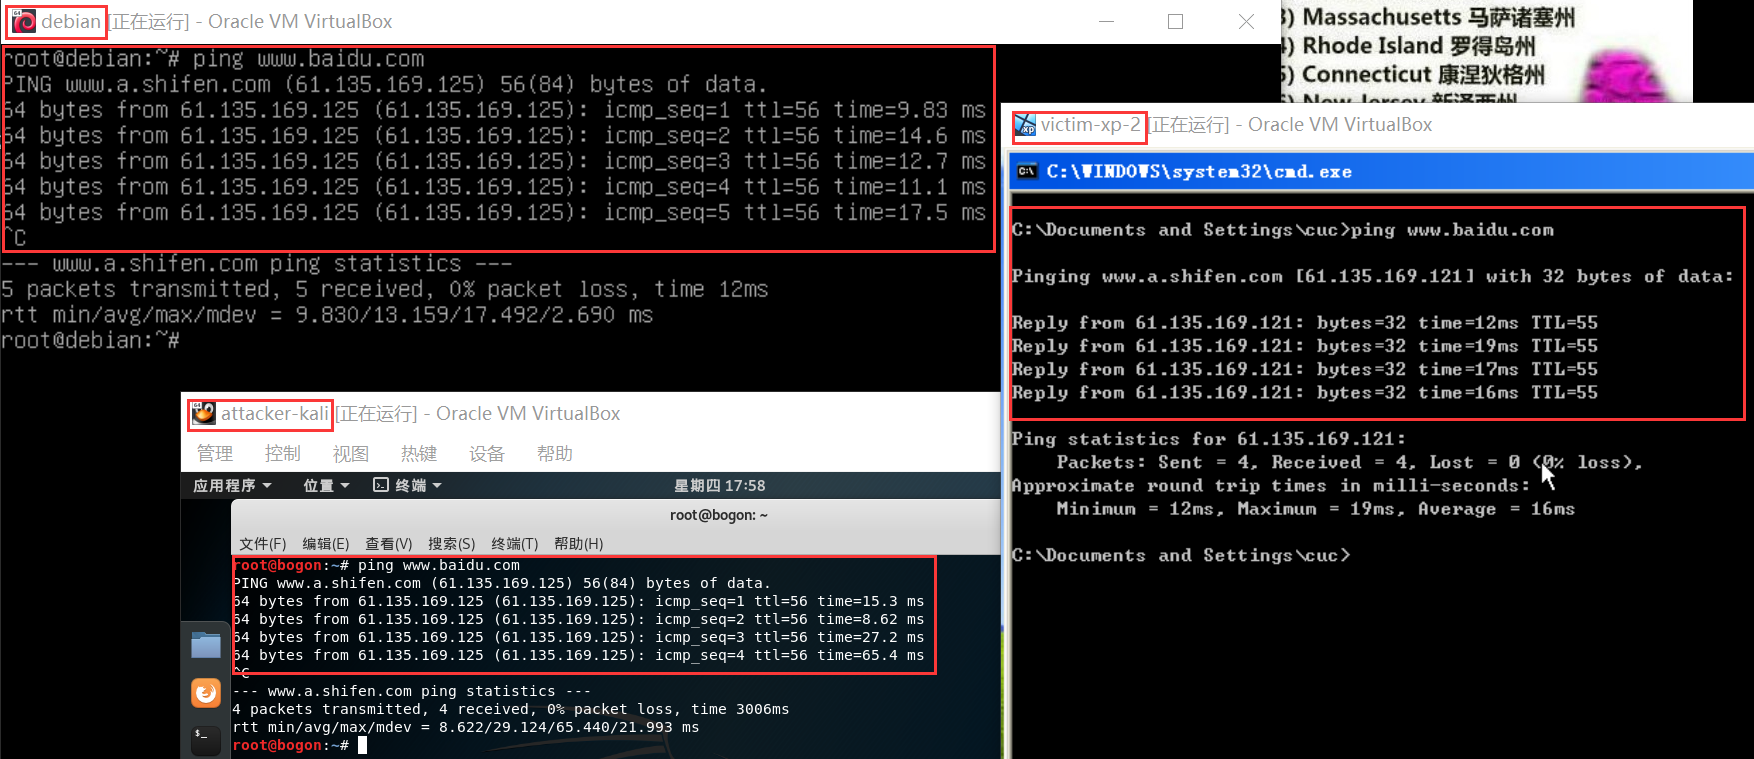 debian [正在运行] - Oracle VM VirtualBox
root@debian:~# ping www.baidu.com
PING www.a.shifen.com (61.135.169.125) 56(84) bytes of data.
64 bytes from 61.135.169.125 (61.135.169.125): icmp_seq=1 ttl=56 time=9.83 ms
64 bytes from 61.135.169.125 (61.135.169.125): icmp_seq=2 ttl=56 time=14.6 ms
64 bytes from 61.135.169.125 (61.135.169.125): icmp_seq=3 ttl=56 time=12.7 ms
64 bytes from 61.135.169.125 (61.135.169.125): icmp_seq=4 ttl=56 time=11.1 ms
64 bytes from 61.135.169.125 (61.135.169.125): icmp_seq=5 ttl=56 time=17.5 ms
^C
--- www.a.shifen.com ping statistics ---
5 packets transmitted, 5 received, 0% packet loss, time 12ms
rtt min/avg/max/mdev = 9.830/13.159/17.492/2.690 ms
root@debian:~#
3) Massachusetts 马萨诸塞州
4) Rhode Island 罗得岛州
5) Connecticut 康涅狄格州
New Jersey 新泽西州
victim-xp-2 [正在运行] - Oracle VM VirtualBox
C:\WINDOWS\system32\cmd.exe
C:\Documents and Settings\cuc>ping www.baidu.com
Pinging www.a.shifen.com [61.135.169.121] with 32 bytes of data:
Reply from 61.135.169.121: bytes=32 time=12ms TTL=55
Reply from 61.135.169.121: bytes=32 time=19ms TTL=55
Reply from 61.135.169.121: bytes=32 time=17ms TTL=55
Reply from 61.135.169.121: bytes=32 time=16ms TTL=55
Ping statistics for 61.135.169.121:
Packets: Sent = 4, Received = 4, Lost = 0 (0% loss),
Approximate round trip times in milli-seconds:
Minimum = 12ms, Maximum = 19ms, Average = 16ms
C:\Documents and Settings\cuc>
attacker-kali [正在运行] - Oracle VM VirtualBox
管理 控制 视图 热键 设备 帮助
应用程序 位置 终端 星期四 17:58
root@bogon: ~
文件(F) 编辑(E) 查看(V) 搜索(S) 终端(T) 帮助(H)
root@bogon:~# ping www.baidu.com
PING www.a.shifen.com (61.135.169.125) 56(84) bytes of data.
64 bytes from 61.135.169.125 (61.135.169.125): icmp_seq=1 ttl=56 time=15.3 ms
64 bytes from 61.135.169.125 (61.135.169.125): icmp_seq=2 ttl=56 time=8.62 ms
64 bytes from 61.135.169.125 (61.135.169.125): icmp_seq=3 ttl=56 time=27.2 ms
64 bytes from 61.135.169.125 (61.135.169.125): icmp_seq=4 ttl=56 time=65.4 ms
^C
--- www.a.shifen.com ping statistics ---
4 packets transmitted, 4 received, 0% packet loss, time 3006ms
rtt min/avg/max/mdev = 8.622/29.124/65.440/21.993 ms
root@bogon:~#